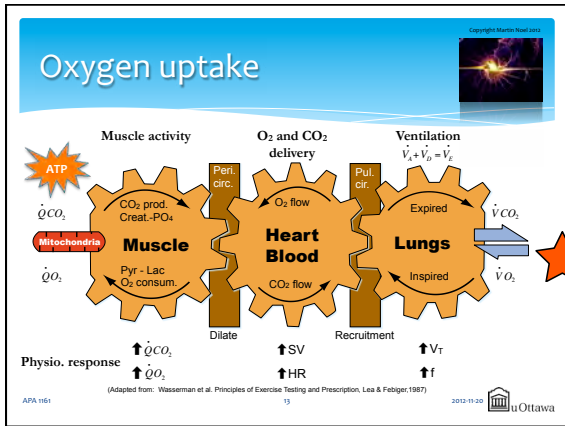 Copyright Martin Noel 2012
Oxygen uptake
Muscle activity
O₂ and CO₂
delivery
Ventilation
V̇A + V̇D = V̇E
ATP
Peri.
circ.
Pul.
cir.
Q̇CO₂
Mitochondria
Q̇O₂
CO₂ prod.
Creat.-PO₄
Muscle
Pyr - Lac
O₂ consum.
O₂ flow
Heart
Blood
CO₂ flow
Expired
Lungs
Inspired
V̇CO₂
V̇O₂
Dilate
Recruitment
Physio. response
Q̇CO₂
Q̇O₂
SV
HR
VT
f
(Adapted from: Wasserman et al. Principles of Exercise Testing and Prescription, Lea & Febiger,1987)
APA 1161
13
2012-11-20
uOttawa